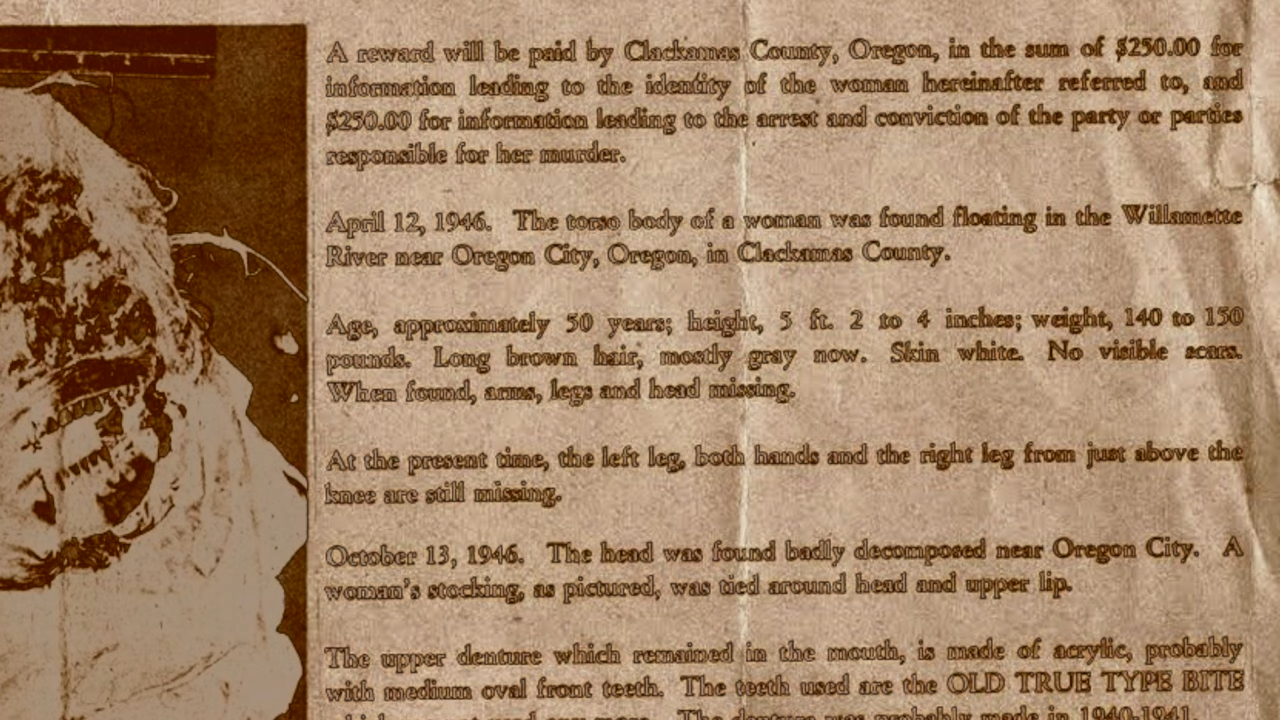 A reward will be paid by Clackamas County, Oregon, in the sum of $250.00 for
information leading to the identity of the woman hereinafter referred to, and
$250.00 for information leading to the arrest and conviction of the party or parties
responsible for her murder.
April 12, 1946. The torso body of a woman was found floating in the Willamette
River near Oregon City, Oregon, in Clackamas County.
Age, approximately 50 years; height, 5 ft. 2 to 4 inches; weight, 140 to 150
pounds. Long brown hair, mostly gray now. Skin white. No visible scars.
When found, arms, legs and head missing.
At the present time, the left leg, both hands and the right leg from just above the
knee are still missing.
October 13, 1946. The head was found badly decomposed near Oregon City. A
woman's stocking, as pictured, was tied around head and upper lip.
The upper denture which remained in the mouth, is made of acrylic, probably
with medium oval front teeth. The teeth used are the OLD TRUE TYPE BITE
The denture was probably made in 1940-1941.